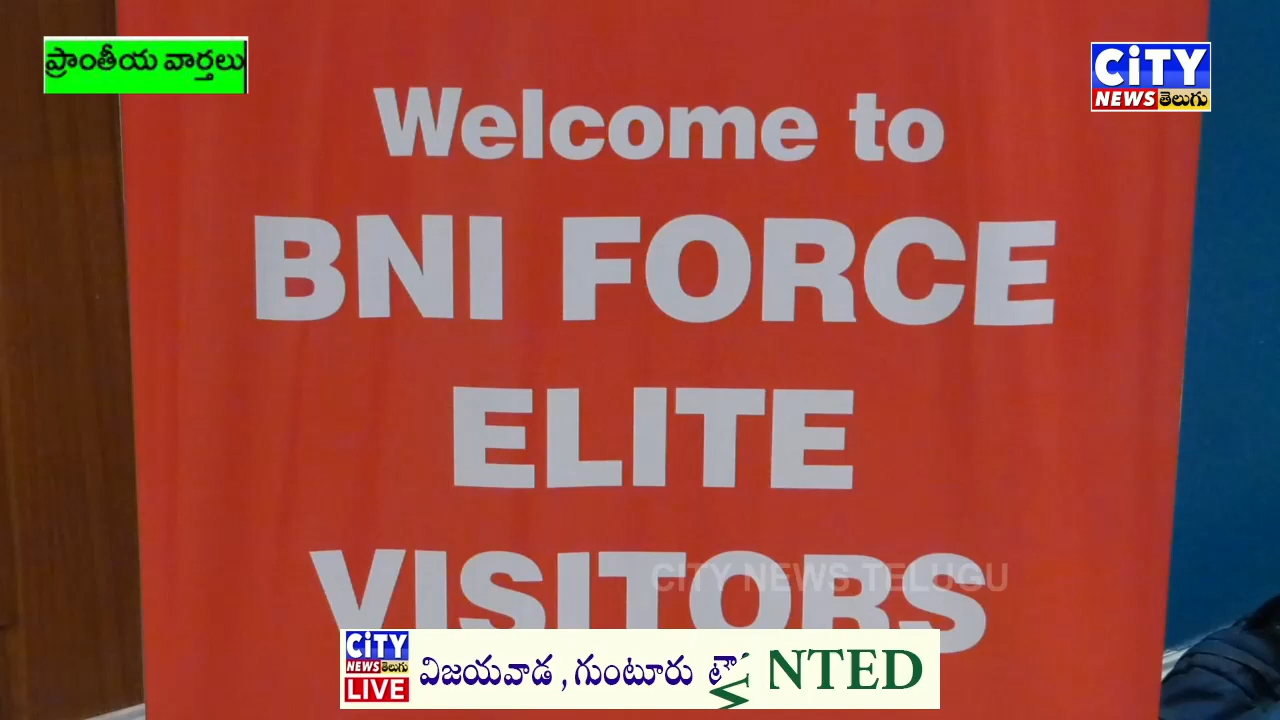 ప్రాంతీయ వార్తలు
CiTY
NEWS తెలుగు
Welcome to
BNI FORCE
ELITE
VISITORS
CITY NEWS TELUGU
CiTY
NEWS తెలుగు
LIVE
విజయవాడ , గుంటూరు
NTED